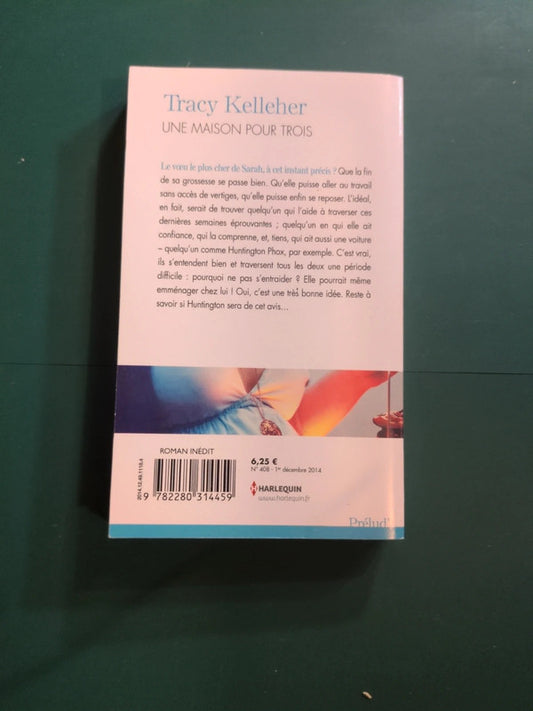 Tracy Kelleher
UNE MAISON POUR TROIS
Le vœu le plus cher de Sarah, à cet instant précis ? Que la fin
de sa grossesse se passe bien. Qu'elle puisse aller au travail
sans accès de vertiges, qu'elle puisse enfin se reposer. L'idéal,
en fait, serait de trouver quelqu'un qui l'aide à traverser ces
dernières semaines éprouvantes ; quelqu'un en qui elle ait
confiance, qui la comprenne, et, tiens, qui ait aussi une voiture
– quelqu'un comme Huntington Phox, par exemple. C'est vrai,
ils s'entendent bien et traversent tous les deux une période
difficile : pourquoi ne pas s'entraider ? Elle pourrait même
emménager chez lui ! Oui, c'est une très bonne idée. Reste à
savoir si Huntington sera de cet avis...
ROMAN INÉDIT
2014.12.49.1118.4
9 782280 314459
6,25 €
N° 408 - 1er décembre 2014
HARLEQUIN
www.harlequin.fr
Prélud'